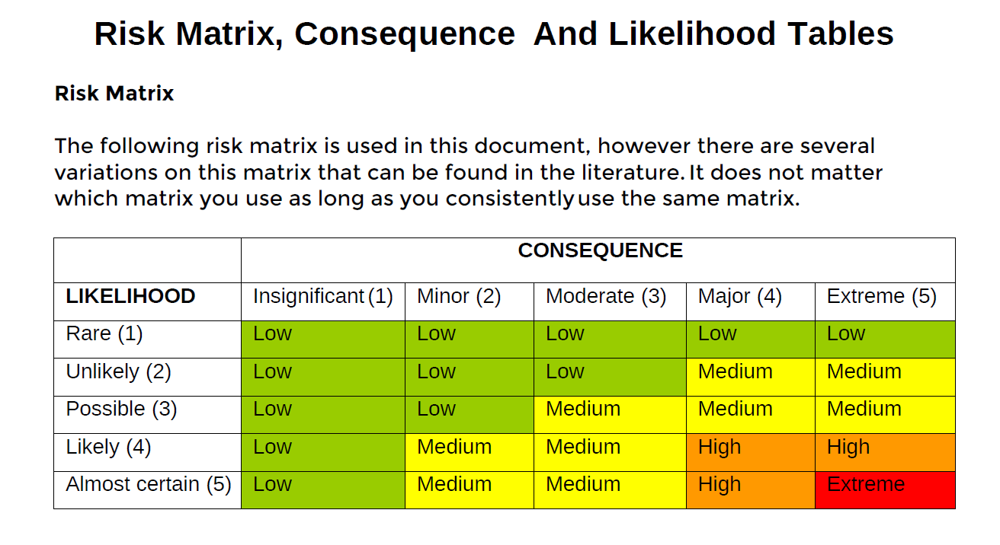 Risk Matrix, Consequence And Likelihood Tables
Risk Matrix
The following risk matrix is used in this document, however there are several
variations on this matrix that can be found in the literature. It does not matter
which matrix you use as long as you consistently use the same matrix.
CONSEQUENCE
LIKELIHOOD Insignificant (1) Minor (2) Moderate (3) Major (4) Extreme (5)
Rare (1) Low Low Low Low Low
Unlikely (2) Low Low Low Medium Medium
Possible (3) Low Low Medium Medium Medium
Likely (4) Low Medium Medium High High
Almost certain (5) Low Medium Medium High Extreme